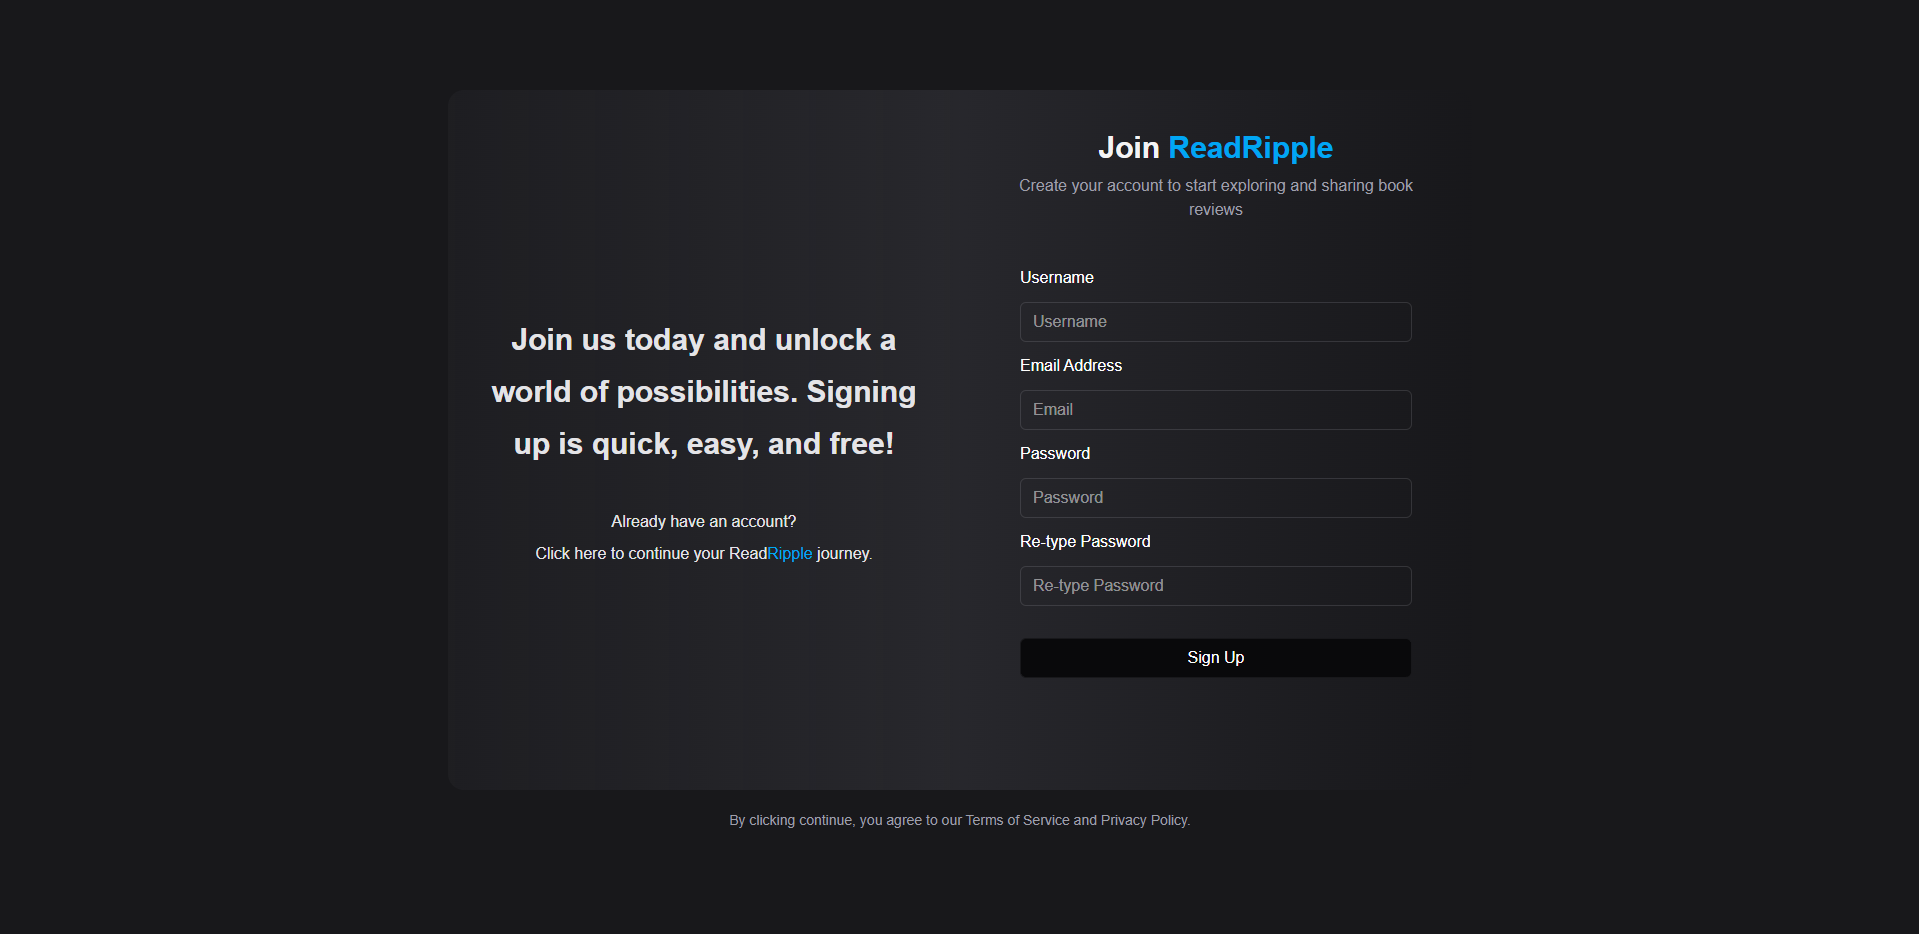 Join us today and unlock a
world of possibilities. Signing
up is quick, easy, and free!
Already have an account?
Click here to continue your ReadRipple journey.
Join ReadRipple
Create your account to start exploring and sharing book
reviews
Username
Username
Email Address
Email
Password
Password
Re-type Password
Re-type Password
Sign Up
By clicking continue, you agree to our Terms of Service and Privacy Policy.